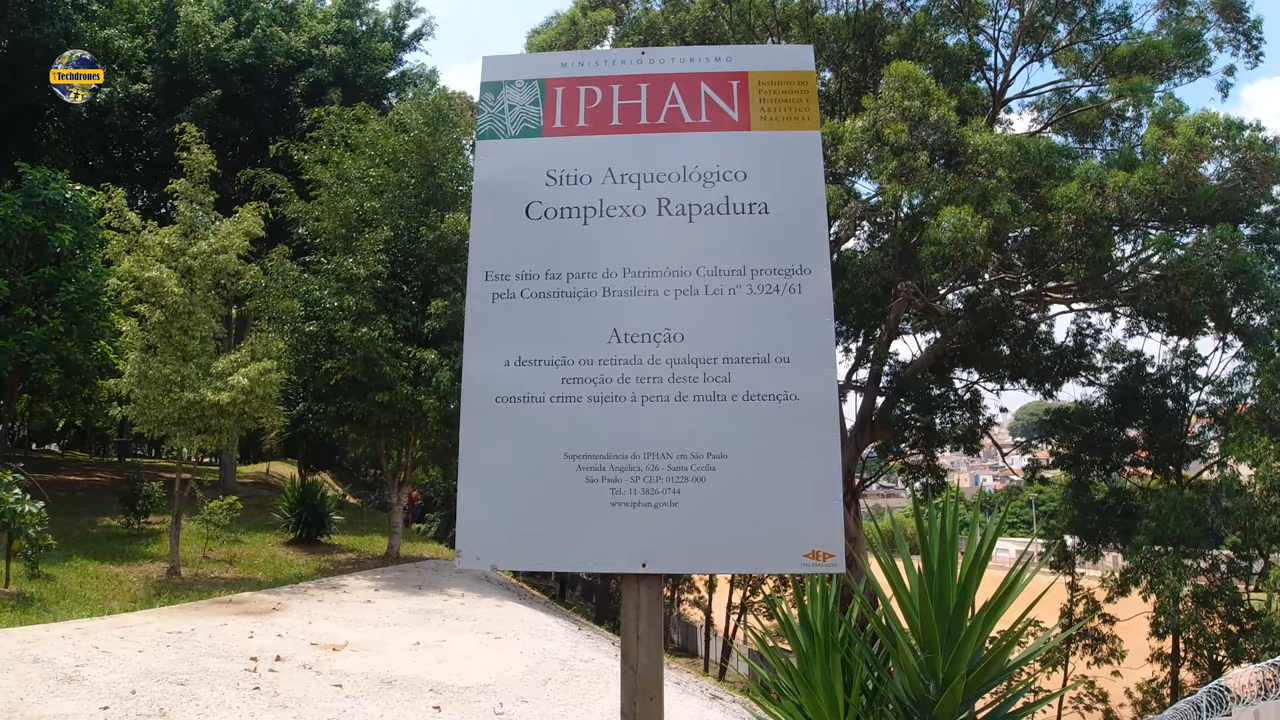 Techdrones
MINISTÉRIO DO TURISMO
IPHAN
INSTITUTO DO
PATRIMÔNIO
HISTÓRICO E
ARTÍSTICO
NACIONAL
Sítio Arqueológico
Complexo Rapadura
Este sítio faz parte do Patrimônio Cultural protegido
pela Constituição Brasileira e pela Lei nº 3.924/61
Atenção
a destruição ou retirada de qualquer material ou
remoção de terra deste local
constitui crime sujeito à pena de multa e detenção.
Superintendência do IPHAN em São Paulo
Avenida Angélica, 626 - Santa Cecília
São Paulo - SP CEP: 01228-000
Tel.: 11-3826-0744
www.iphan.gov.br